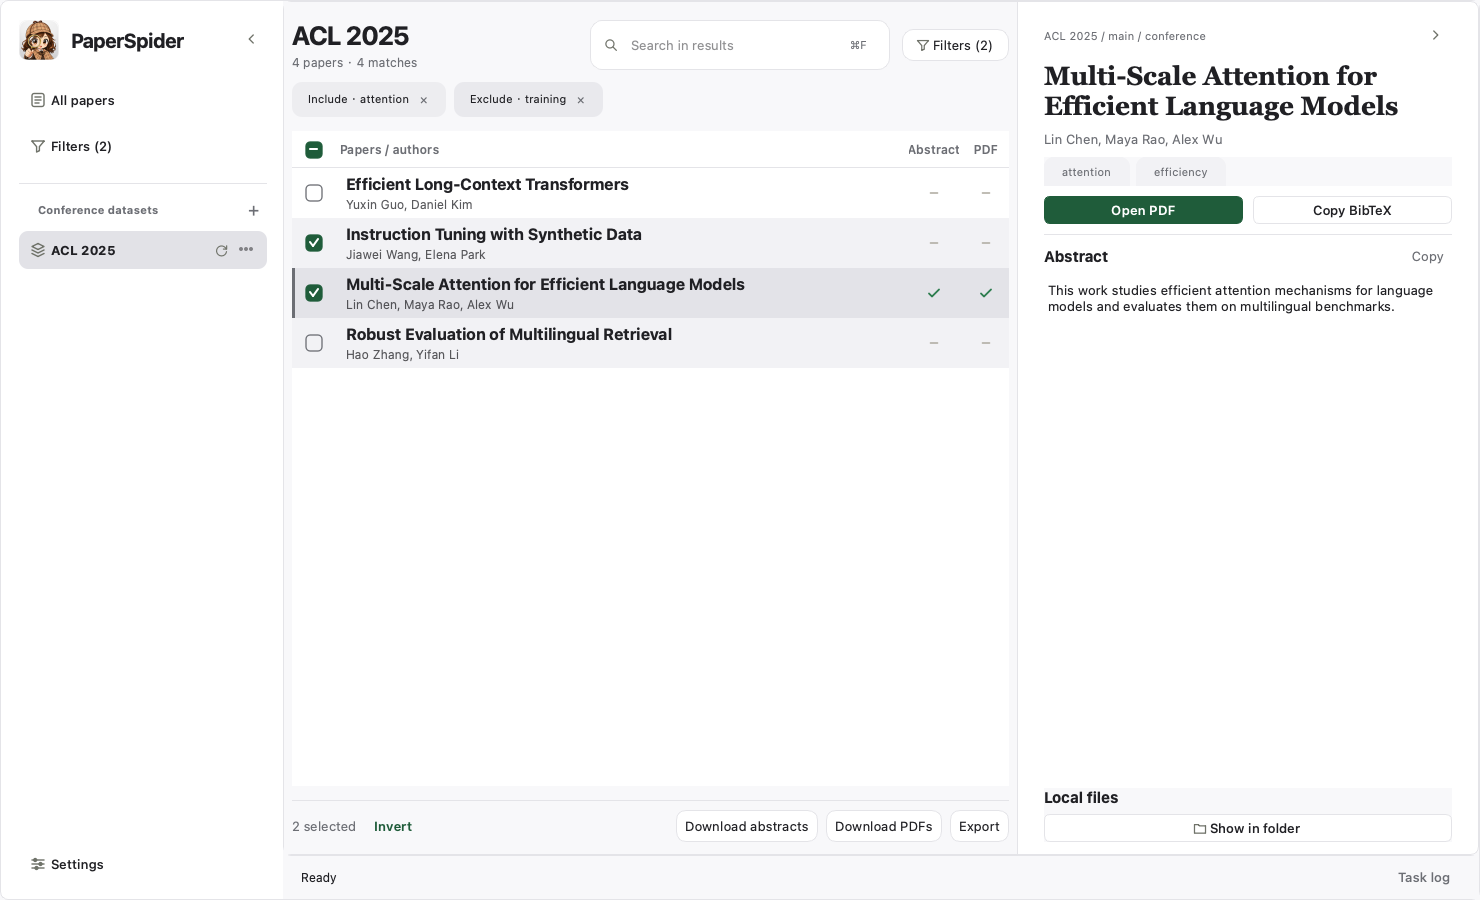 PaperSpider
All papers
Filters (2)
Conference datasets
ACL 2025
Settings
ACL 2025
4 papers · 4 matches
Search in results ⌘F
Filters (2)
Include · attention ×
Exclude · training ×
Papers / authors Abstract PDF
Efficient Long-Context Transformers
Yuxin Guo, Daniel Kim
Instruction Tuning with Synthetic Data
Jiawei Wang, Elena Park
Multi-Scale Attention for Efficient Language Models
Lin Chen, Maya Rao, Alex Wu
Robust Evaluation of Multilingual Retrieval
Hao Zhang, Yifan Li
2 selected Invert Download abstracts Download PDFs Export
Ready
ACL 2025 / main / conference
Multi-Scale Attention for
Efficient Language Models
Lin Chen, Maya Rao, Alex Wu
attention efficiency
Open PDF Copy BibTeX
Abstract Copy
This work studies efficient attention mechanisms for language
models and evaluates them on multilingual benchmarks.
Local files
Show in folder
Task log